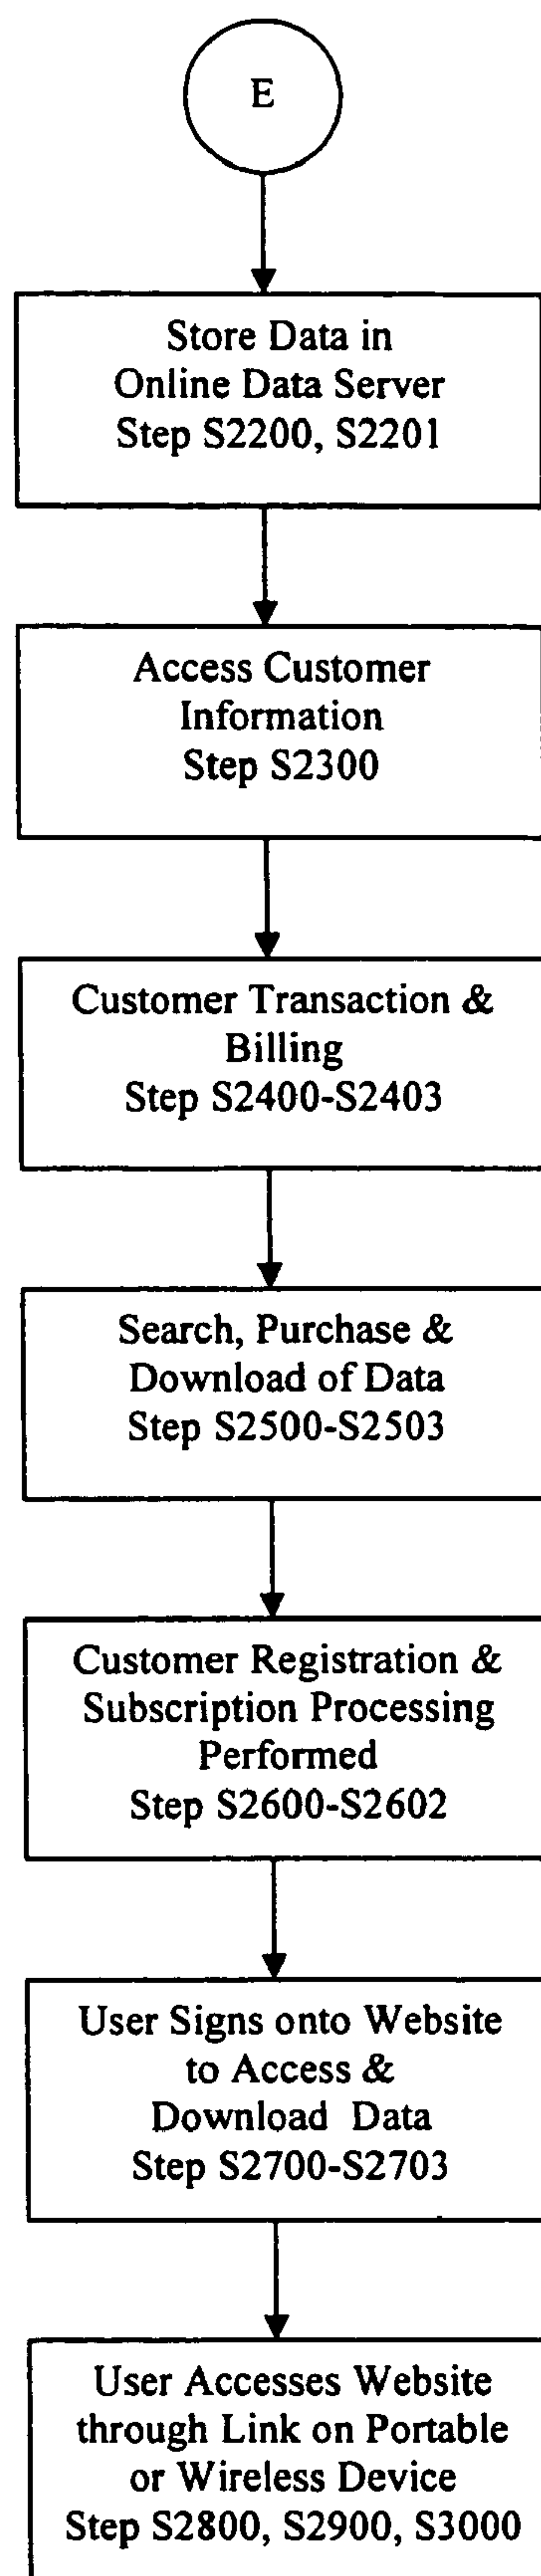 E
Store Data in
Online Data Server
Step S2200, S2201
Access Customer
Information
Step S2300
Customer Transaction &
Billing
Step S2400-S2403
Search, Purchase &
Download of Data
Step S2500-S2503
Customer Registration &
Subscription Processing
Performed
Step S2600-S2602
User Signs onto Website
to Access &
Download Data
Step S2700-S2703
User Accesses Website
through Link on Portable
or Wireless Device
Step S2800, S2900, S3000